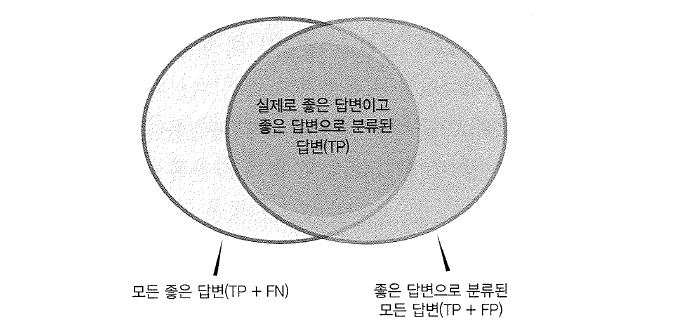 실제로 좋은 답변이고
좋은 답변으로 분류된
답변(TP)
모든 좋은 답변(TP + FN)
좋은 답변으로 분류된
모든 답변(TP + FP)